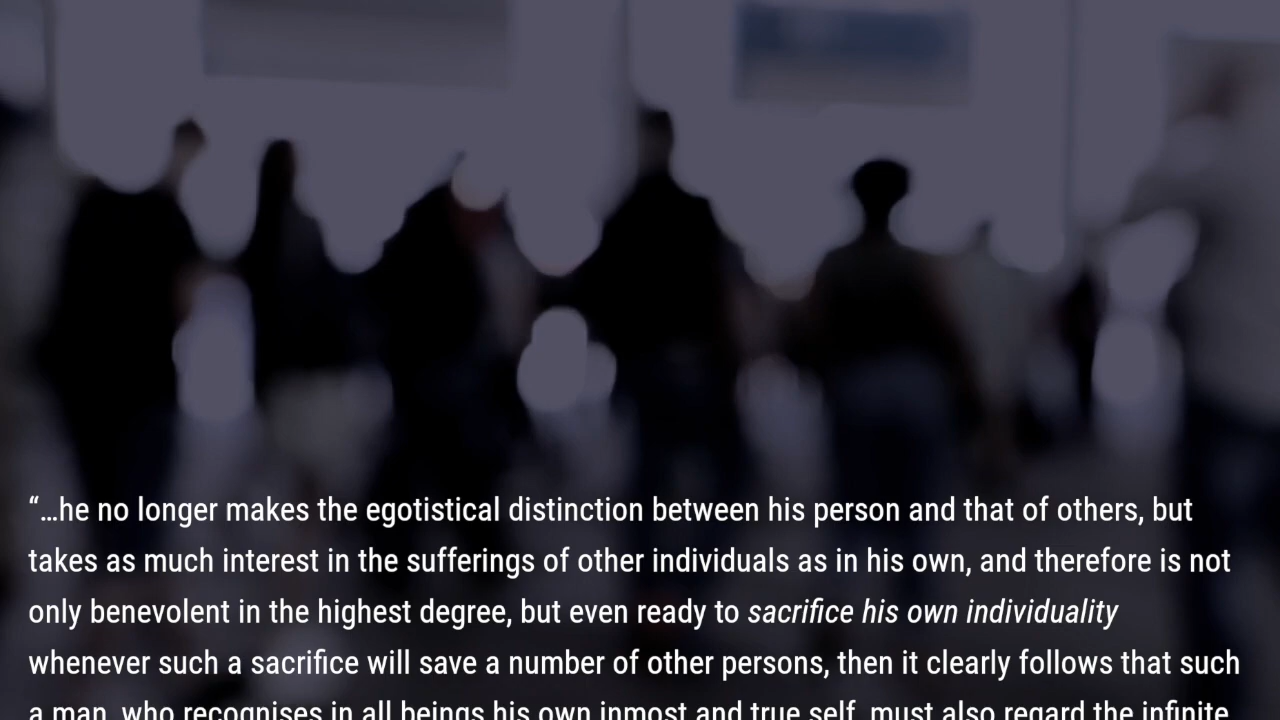 “…he no longer makes the egotistical distinction between his person and that of others, but
takes as much interest in the sufferings of other individuals as in his own, and therefore is not
only benevolent in the highest degree, but even ready to sacrifice his own individuality
whenever such a sacrifice will save a number of other persons, then it clearly follows that such
a man, who recognises in all beings his own inmost and true self, must also regard the infinite